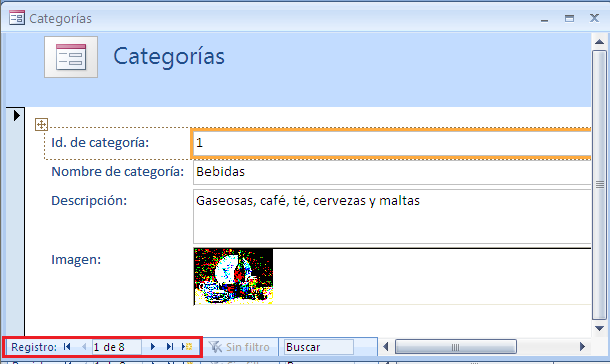 Categorías
Categorías
Id. de categoría: 1
Nombre de categoría: Bebidas
Descripción: Gaseosas, café, té, cervezas y maltas
Imagen:
Registro: 1 de 8 Sin filtro Buscar